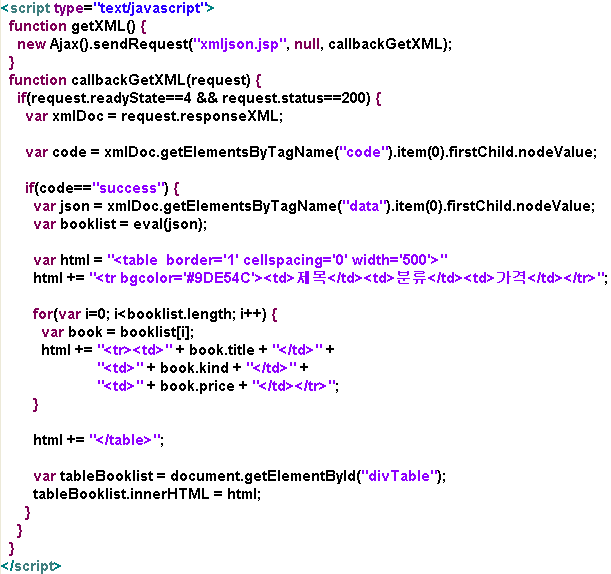 <script type="text/javascript">
function getXML() {
new Ajax().sendRequest("xmljson.jsp", null, callbackGetXML);
}
function callbackGetXML(request) {
if(request.readyState==4 && request.status==200) {
var xmlDoc = request.responseXML;
var code = xmlDoc.getElementsByTagName("code").item(0).firstChild.nodeValue;
if(code=="success") {
var json = xmlDoc.getElementsByTagName("data").item(0).firstChild.nodeValue;
var booklist = eval(json);
var html = "<table  border='1' cellspacing='0' width='500'>"
html += "<tr bgcolor='#9DE54C'><td>제목</td><td>분류</td><td>가격</td></tr>";
for(var i=0; i<booklist.length; i++) {
var book = booklist[i];
html += "<tr><td>" + book.title + "</td>" +
"<td>" + book.kind + "</td>" +
"<td>" + book.price + "</td></tr>";
}
html += "</table>";
var tableBooklist = document.getElementById("divTable");
tableBooklist.innerHTML = html;
}
}
}
</script>